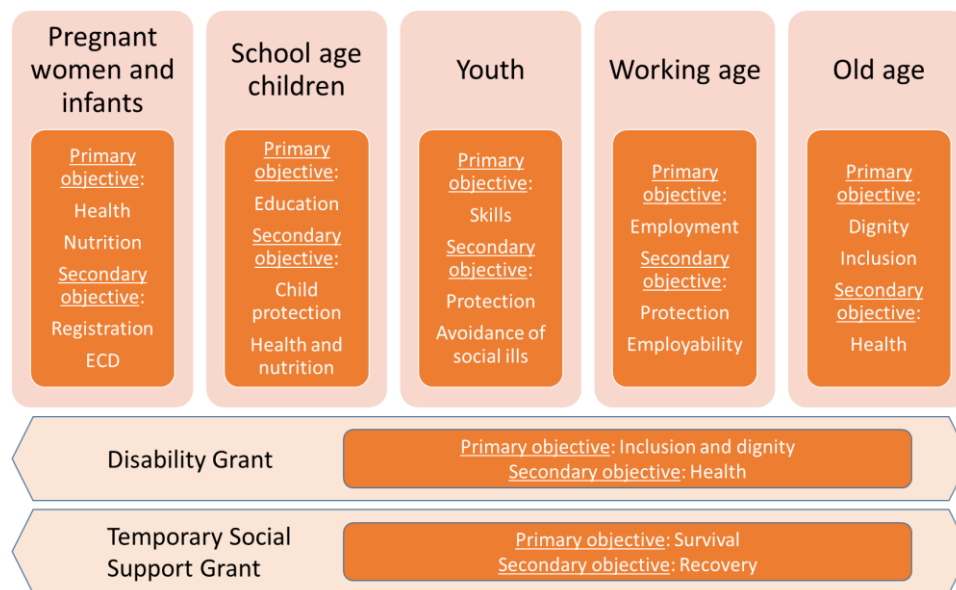 Pregnant
women and
infants
Primary
objective:
Health
Nutrition
Secondary
objective:
Registration
ECD
School age
children
Primary
objective:
Education
Secondary
objective:
Child
protection
Health and
nutrition
Youth
Primary
objective:
Skills
Secondary
objective:
Protection
Avoidance of
social ills
Working age
Primary
objective:
Employment
Secondary
objective:
Protection
Employability
Old age
Primary
objective:
Dignity
Inclusion
Secondary
objective:
Health
Disability Grant
Primary objective: Inclusion and dignity
Secondary objective: Health
Temporary Social
Support Grant
Primary objective: Survival
Secondary objective: Recovery